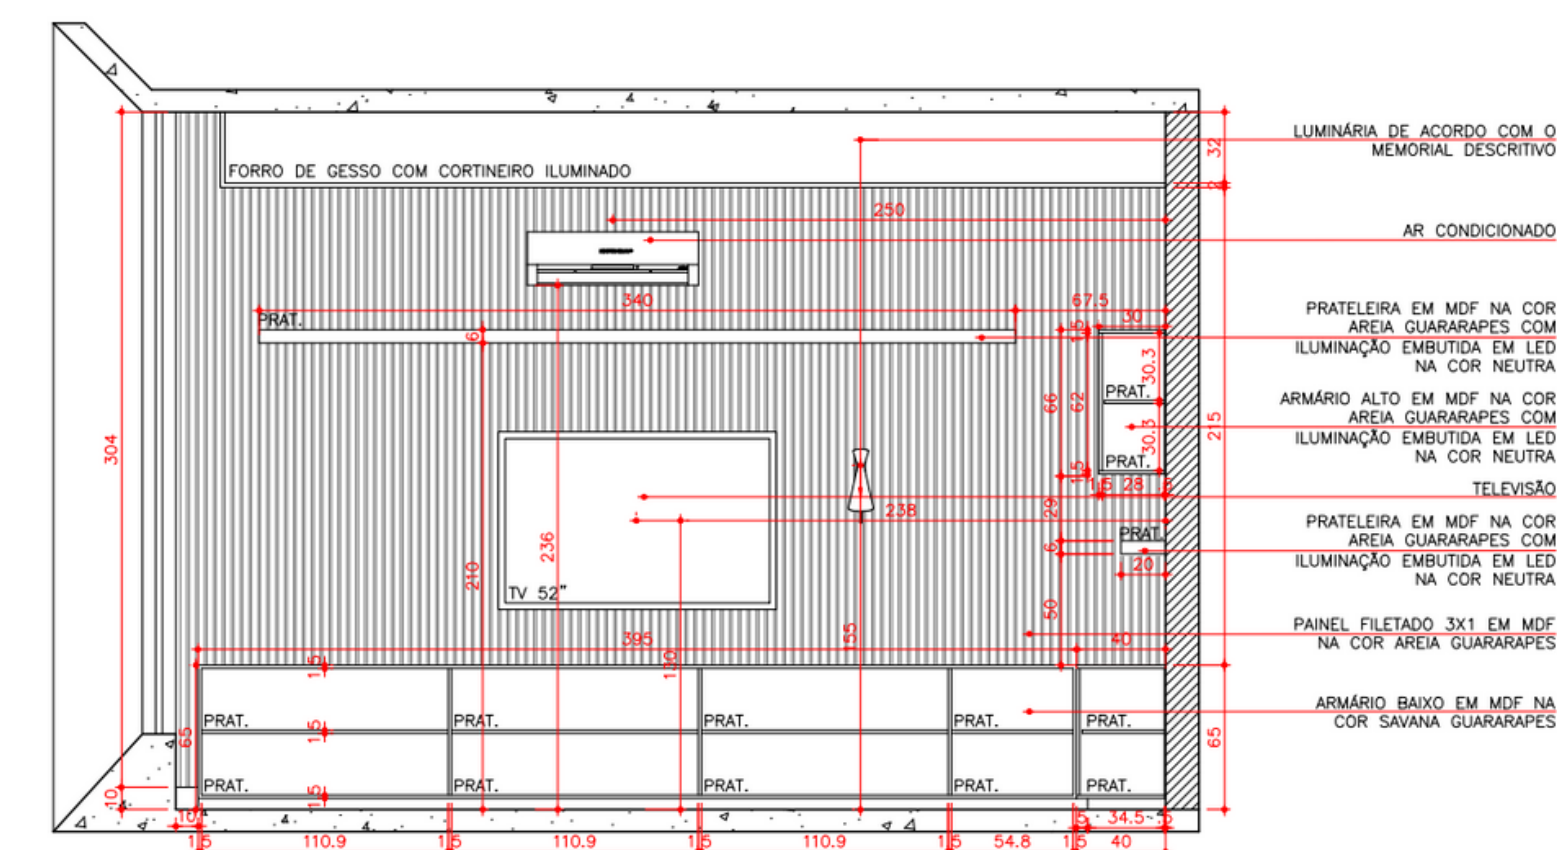 LUMINÁRIA DE ACORDO COM O
MEMORIAL DESCRITIVO
32
2
FORRO DE GESSO COM CORTINEIRO ILUMINADO
250
AR CONDICIONADO
340
67.5
PRAT.
6
30
1.5
PRATELEIRA EM MDF NA COR
AREIA GUARARAPES COM
ILUMINAÇÃO EMBUTIDA EM LED
NA COR NEUTRA
30.3
PRAT.
66
62
215
304
ARMÁRIO ALTO EM MDF NA COR
AREIA GUARARAPES COM
ILUMINAÇÃO EMBUTIDA EM LED
NA COR NEUTRA
30.3
PRAT.
1.5
1.5
28
TELEVISÃO
29
238
PRAT.
6
20
PRATELEIRA EM MDF NA COR
AREIA GUARARAPES COM
ILUMINAÇÃO EMBUTIDA EM LED
NA COR NEUTRA
236
210
TV 52"
50
155
130
PAINEL FILETADO 3X1 EM MDF
NA COR AREIA GUARARAPES
395
40
1.5
PRAT.
PRAT.
PRAT.
PRAT.
PRAT.
ARMÁRIO BAIXO EM MDF NA
COR SAVANA GUARARAPES
65
1.5
65
PRAT.
PRAT.
PRAT.
PRAT.
PRAT.
10
1.5
10
34.5
1.5
110.9
1.5
110.9
1.5
110.9
1.5
54.8
1.5
40